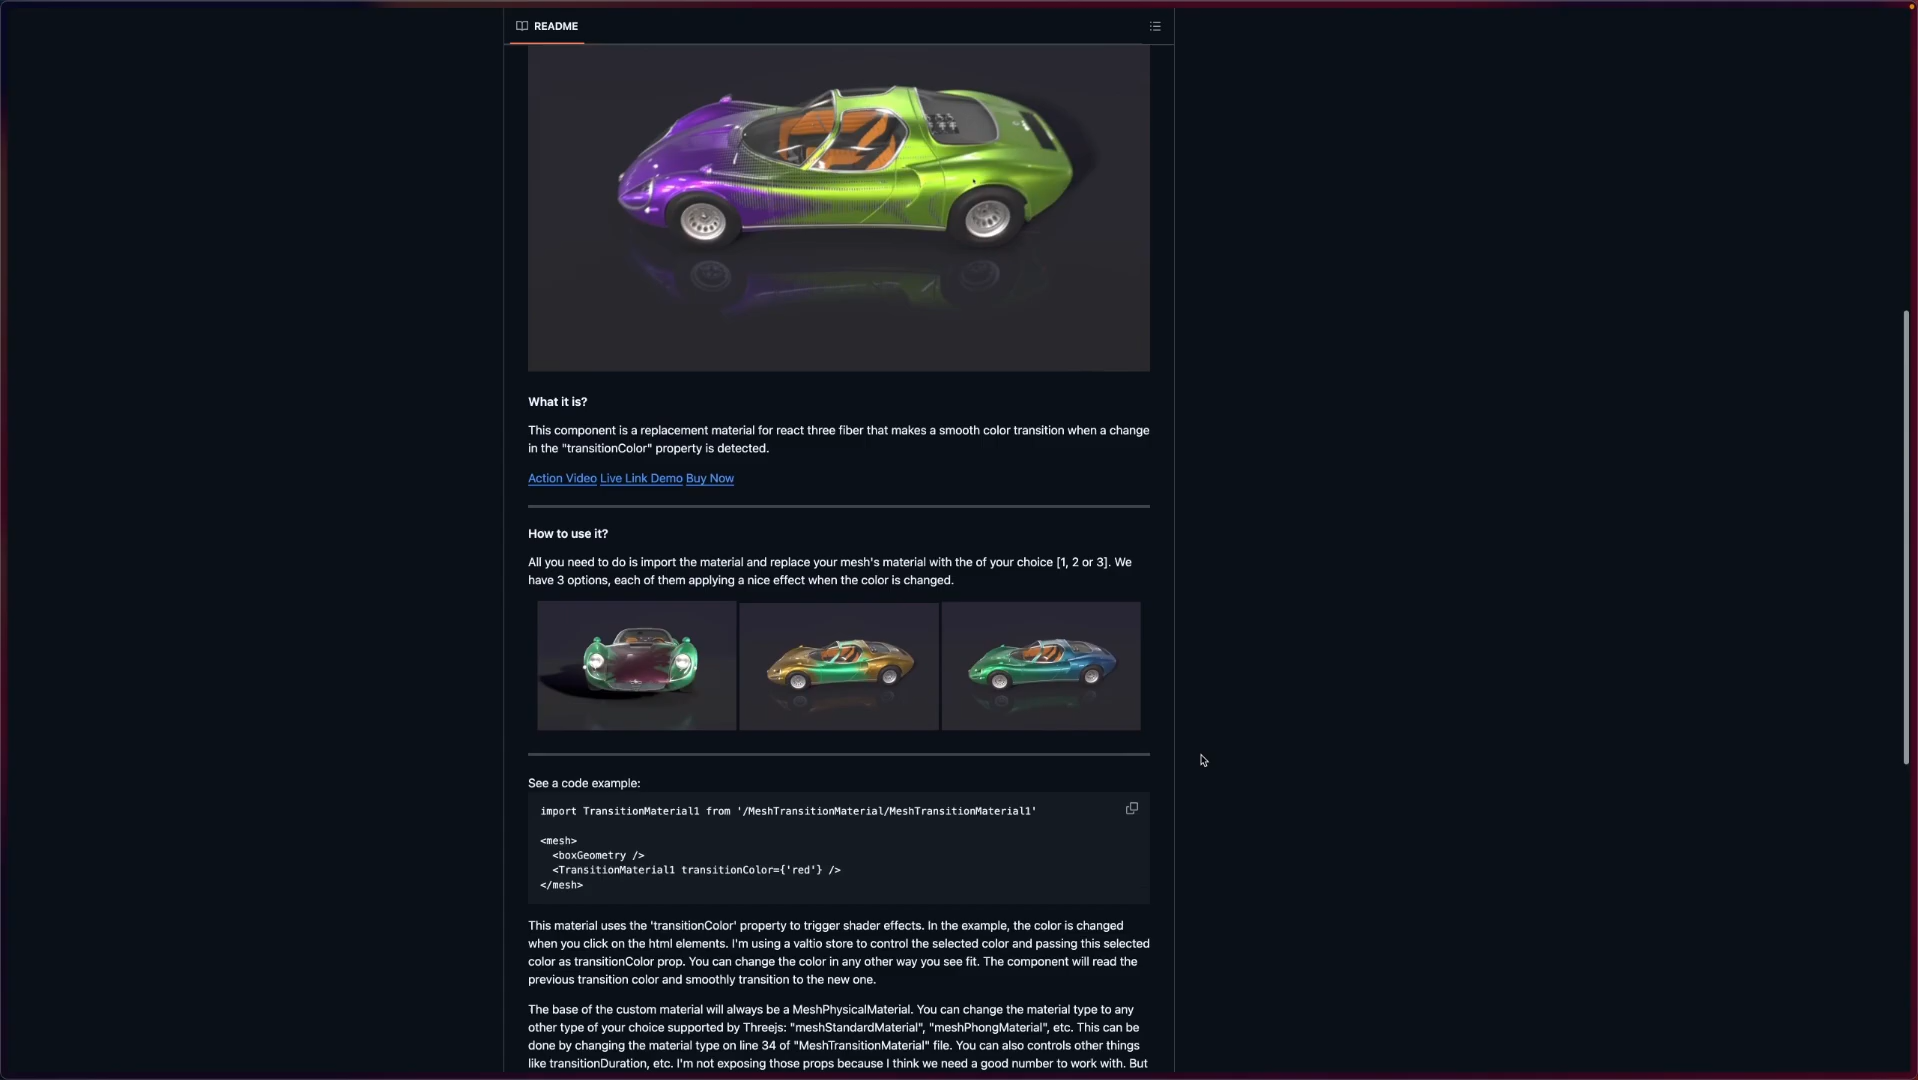 README
What it is?
This component is a replacement material for react three fiber that makes a smooth color transition when a change
in the "transitionColor" property is detected.
Action Video Live Link Demo Buy Now
How to use it?
All you need to do is import the material and replace your mesh's material with the of your choice [1, 2 or 3]. We
have 3 options, each of them applying a nice effect when the color is changed.
See a code example:
import TransitionMaterial1 from '/MeshTransitionMaterial/MeshTransitionMaterial1'
<mesh>
<boxGeometry />
<TransitionMaterial1 transitionColor={'red'} />
</mesh>
This material uses the 'transitionColor' property to trigger shader effects. In the example, the color is changed
when you click on the html elements. I'm using a valtio store to control the selected color and passing this selected
color as transitionColor prop. You can change the color in any other way you see fit. The component will read the
previous transition color and smoothly transition to the new one.
The base of the custom material will always be a MeshPhysicalMaterial. You can change the material type to any
other type of your choice supported by Threejs: "meshStandardMaterial", "meshPhongMaterial", etc. This can be
done by changing the material type on line 34 of "MeshTransitionMaterial" file. You can also controls other things
like transitionDuration, etc. I'm not exposing those props because I think we need a good number to work with. But